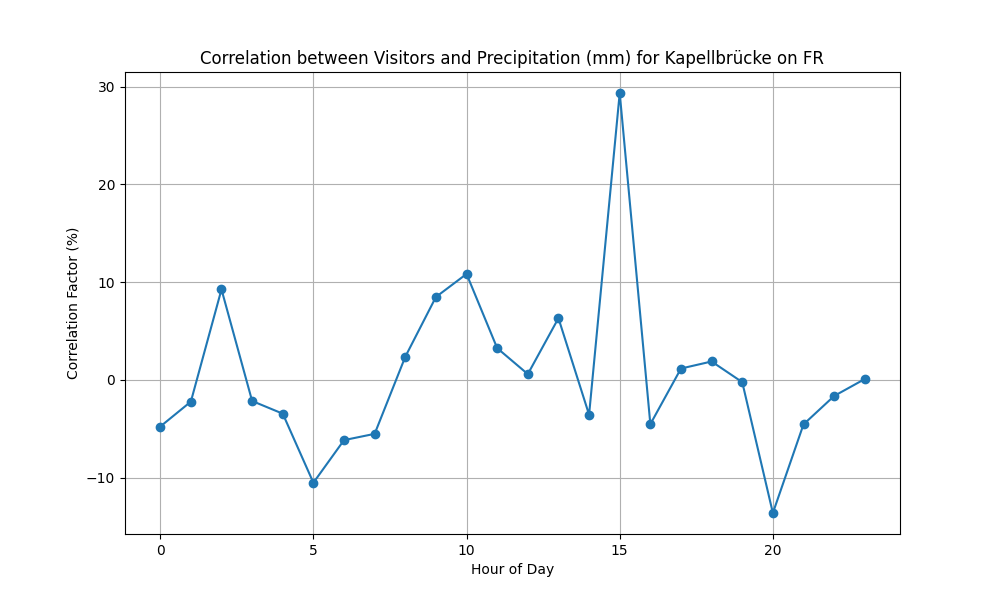 Correlation between Visitors and Precipitation (mm) for Kapellbrücke on FR
30
20
10
0
−10
Correlation Factor (%)
0 5 10 15 20
Hour of Day